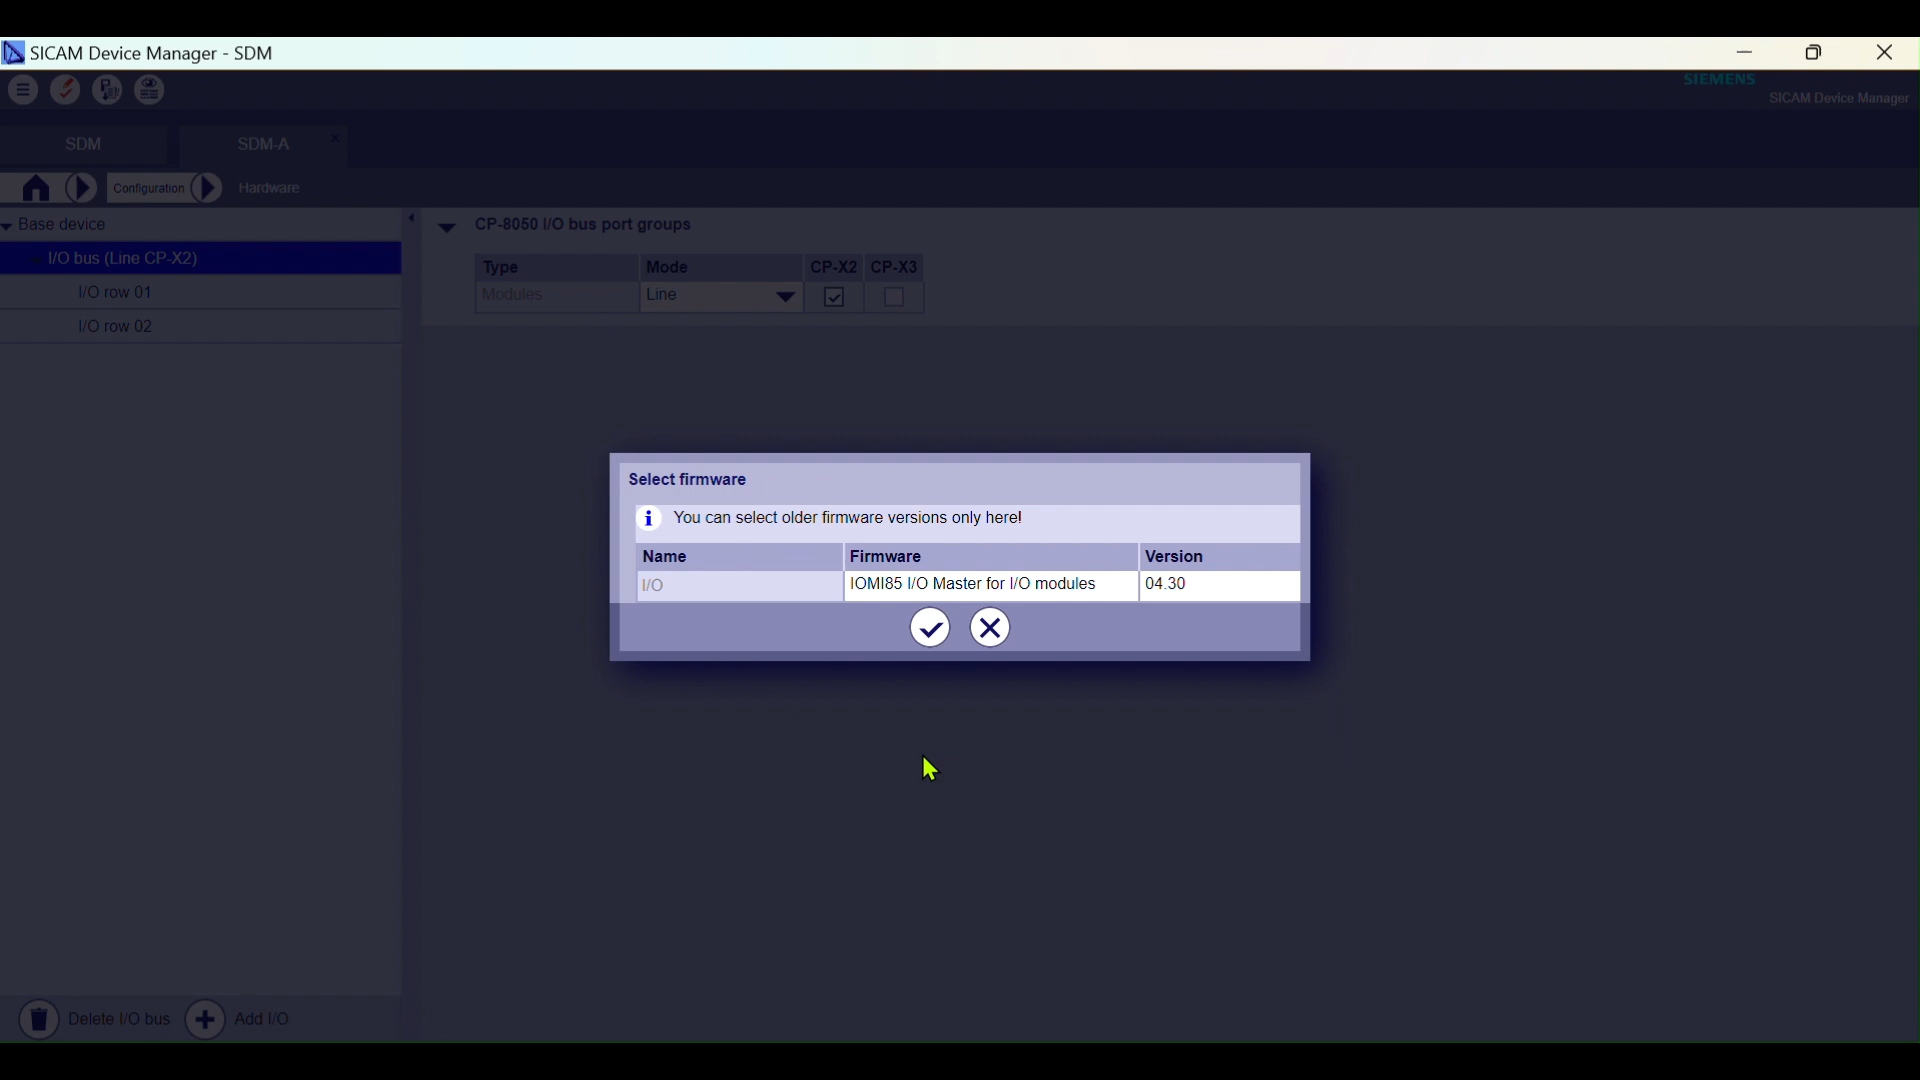 SICAM Device Manager - SDM
SIEMENS
SICAM Device Manager
SDM
SDM-A
Configuration
Hardware
Base device
I/O bus (Line CP-X2)
I/O row 01
I/O row 02
CP-8050 I/O bus port groups
Type Mode CP-X2 CP-X3
Modules Line
Select firmware
You can select older firmware versions only here!
Name Firmware Version
I/O IOMI85 I/O Master for I/O modules 04.30
Delete I/O bus
Add I/O